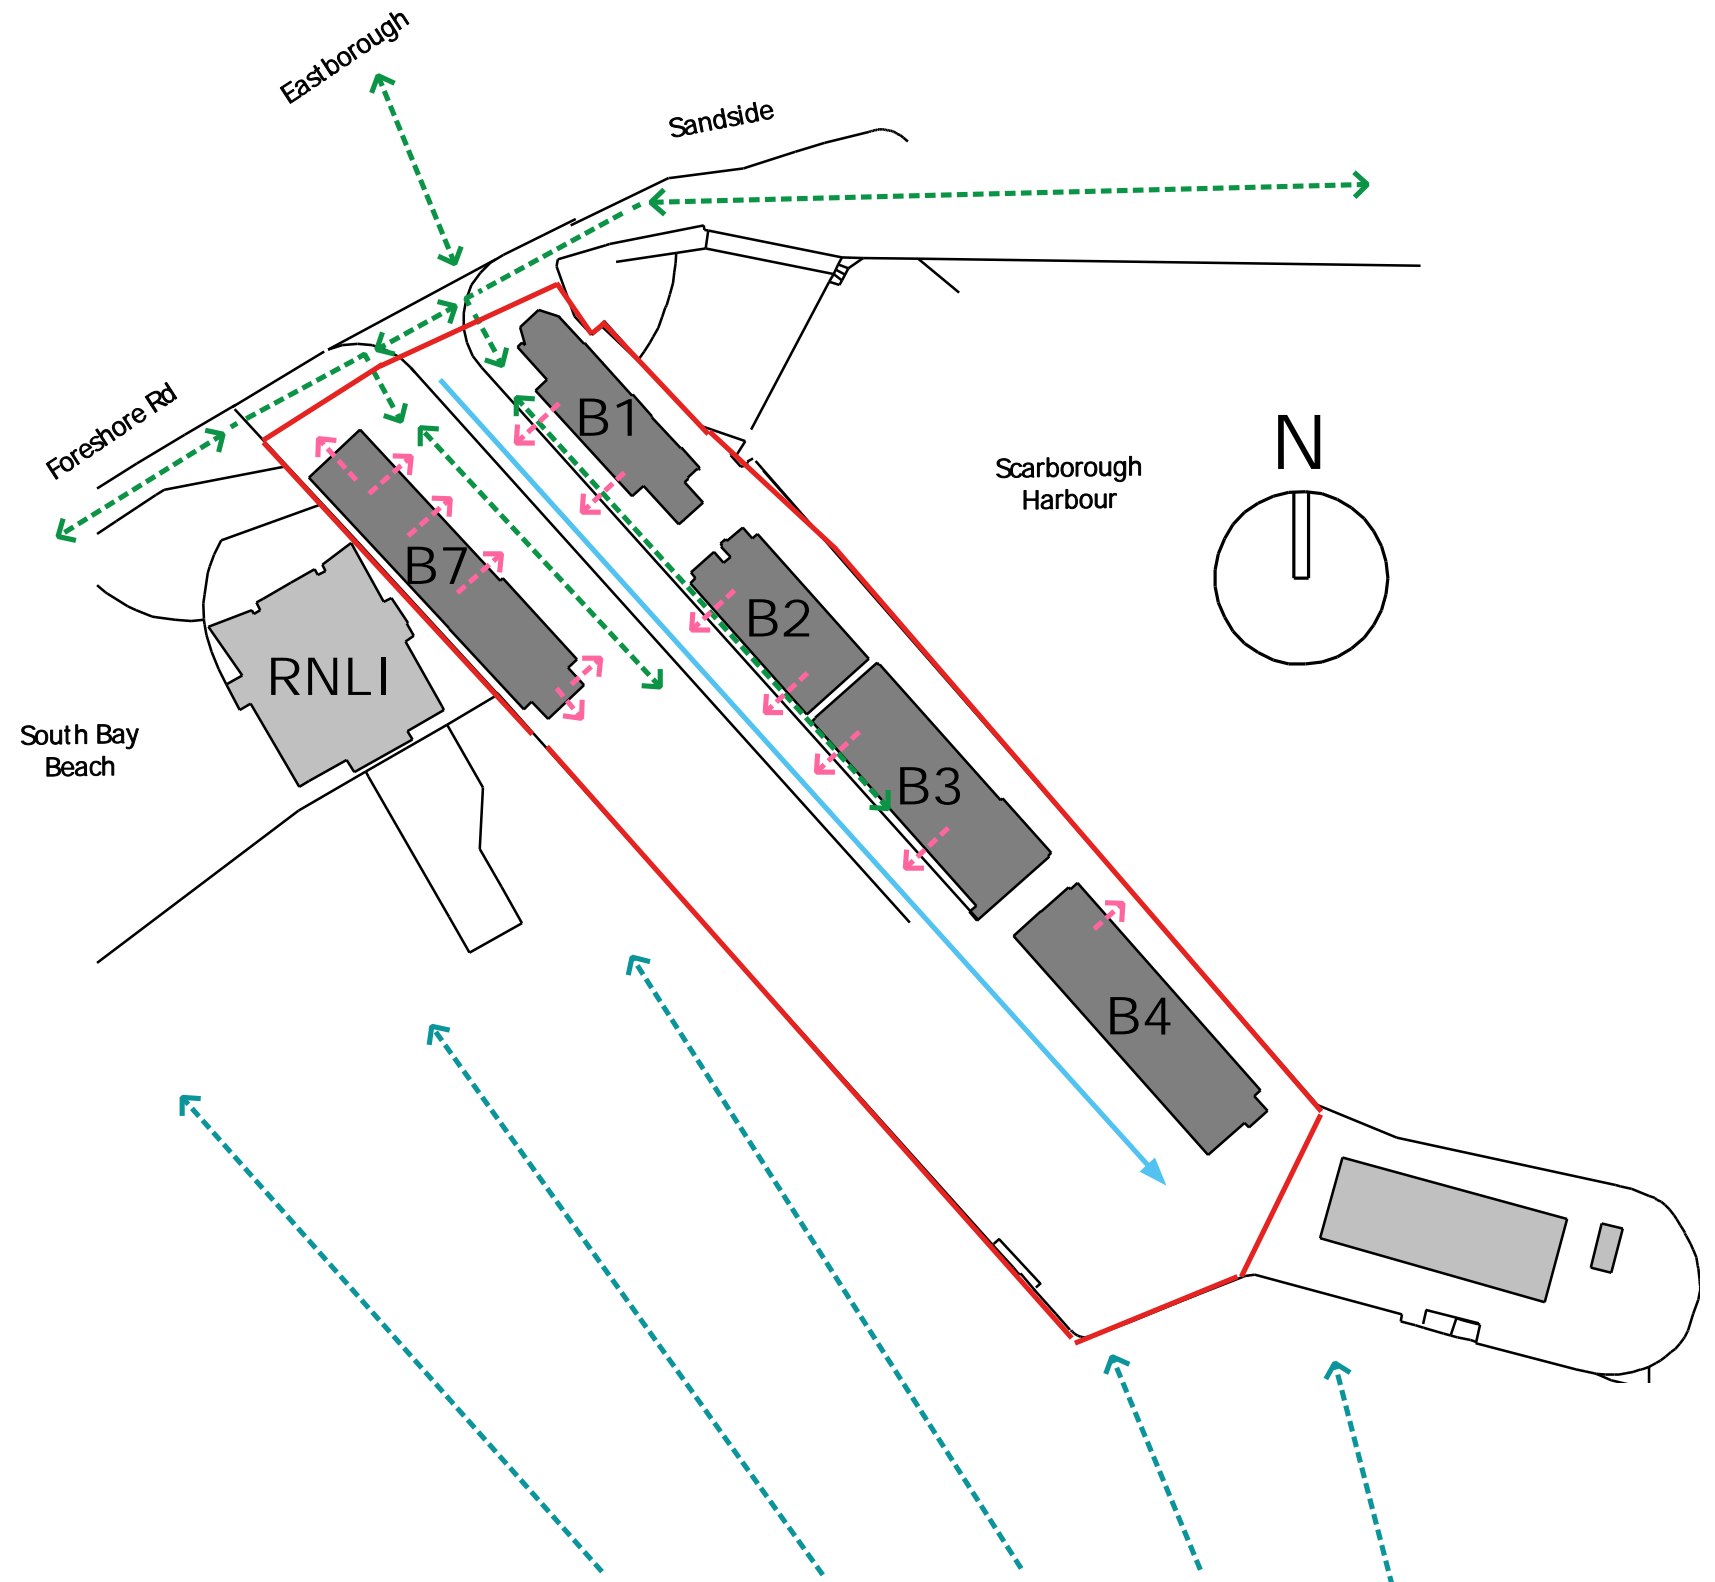 Eastborough
Sandside
Foreshore Rd
B1
N
Scarborough
Harbour
B7
B2
RNLI
South Bay
Beach
B3
B4